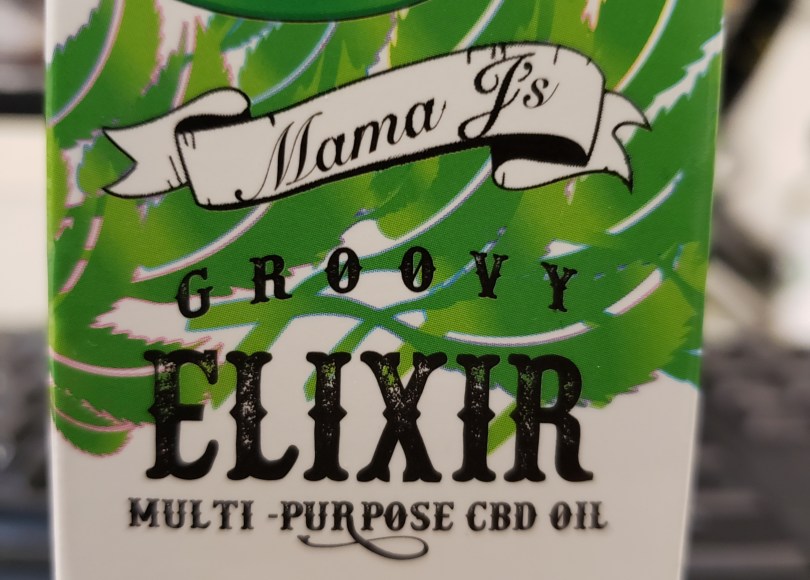 Mama J's
GROOVY
ELIXIR
MULTI-PURPOSE CBD OIL